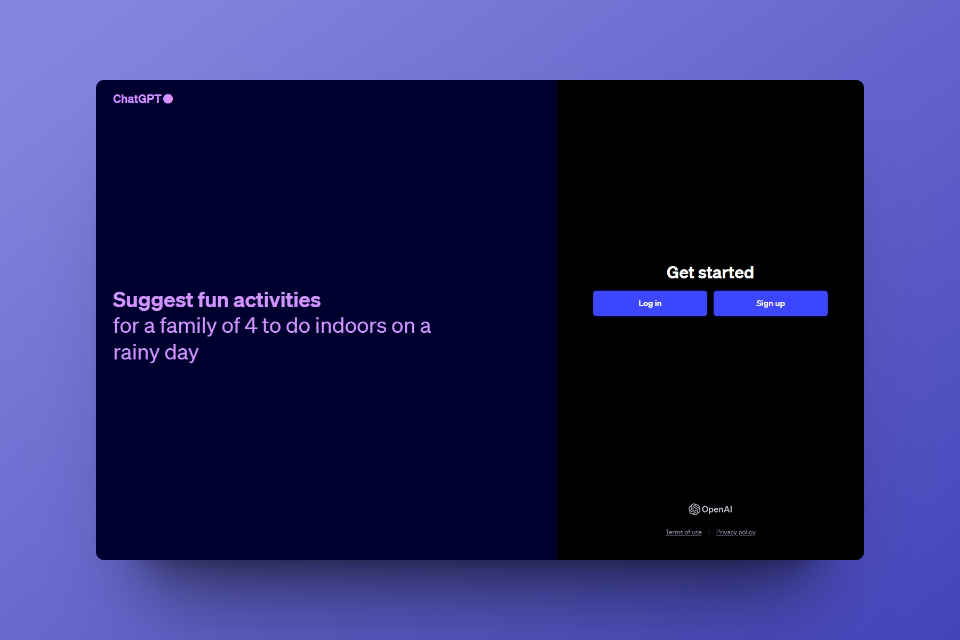 ChatGPT
Suggest fun activities
for a family of 4 to do indoors on a
rainy day
Get started
Log in
Sign up
OpenAI
Terms of use | Privacy policy